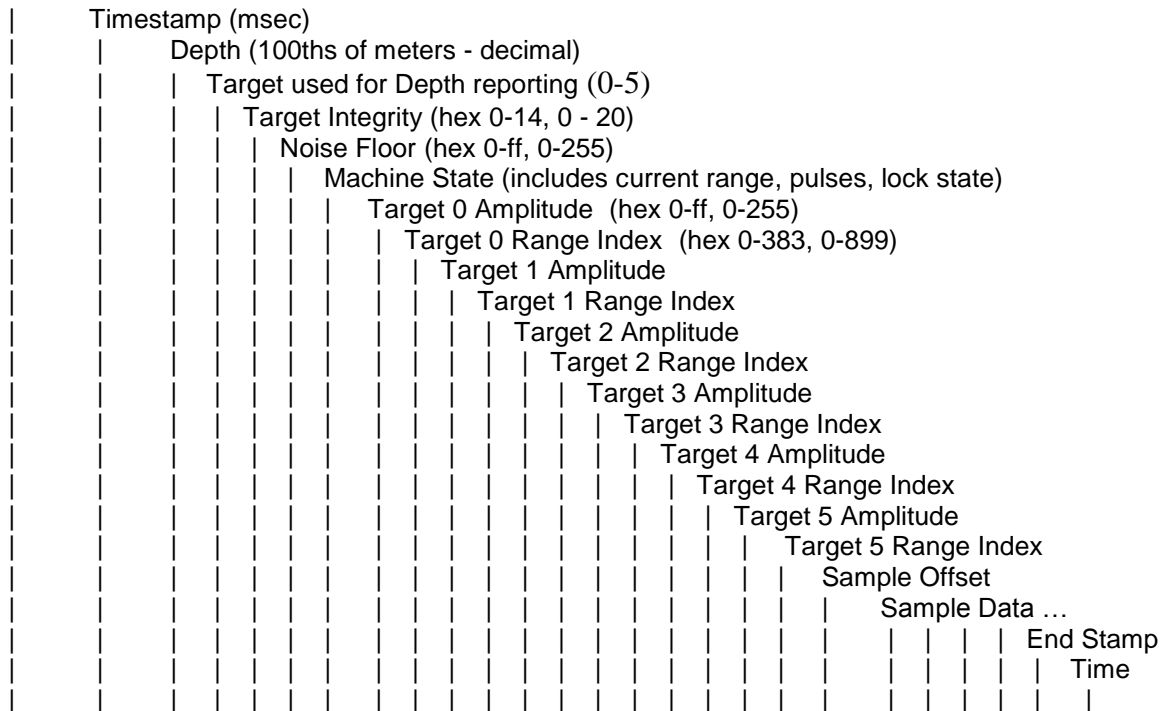 Timestamp (msec)
Depth (100ths of meters - decimal)
Target used for Depth reporting (0-5)
Target Integrity (hex 0-14, 0 - 20)
Noise Floor (hex 0-ff, 0-255)
Machine State (includes current range, pulses, lock state)
Target 0 Amplitude (hex 0-ff, 0-255)
Target 0 Range Index (hex 0-383, 0-899)
Target 1 Amplitude
Target 1 Range Index
Target 2 Amplitude
Target 2 Range Index
Target 3 Amplitude
Target 3 Range Index
Target 4 Amplitude
Target 4 Range Index
Target 5 Amplitude
Target 5 Range Index
Sample Offset
Sample Data …
End Stamp
Time